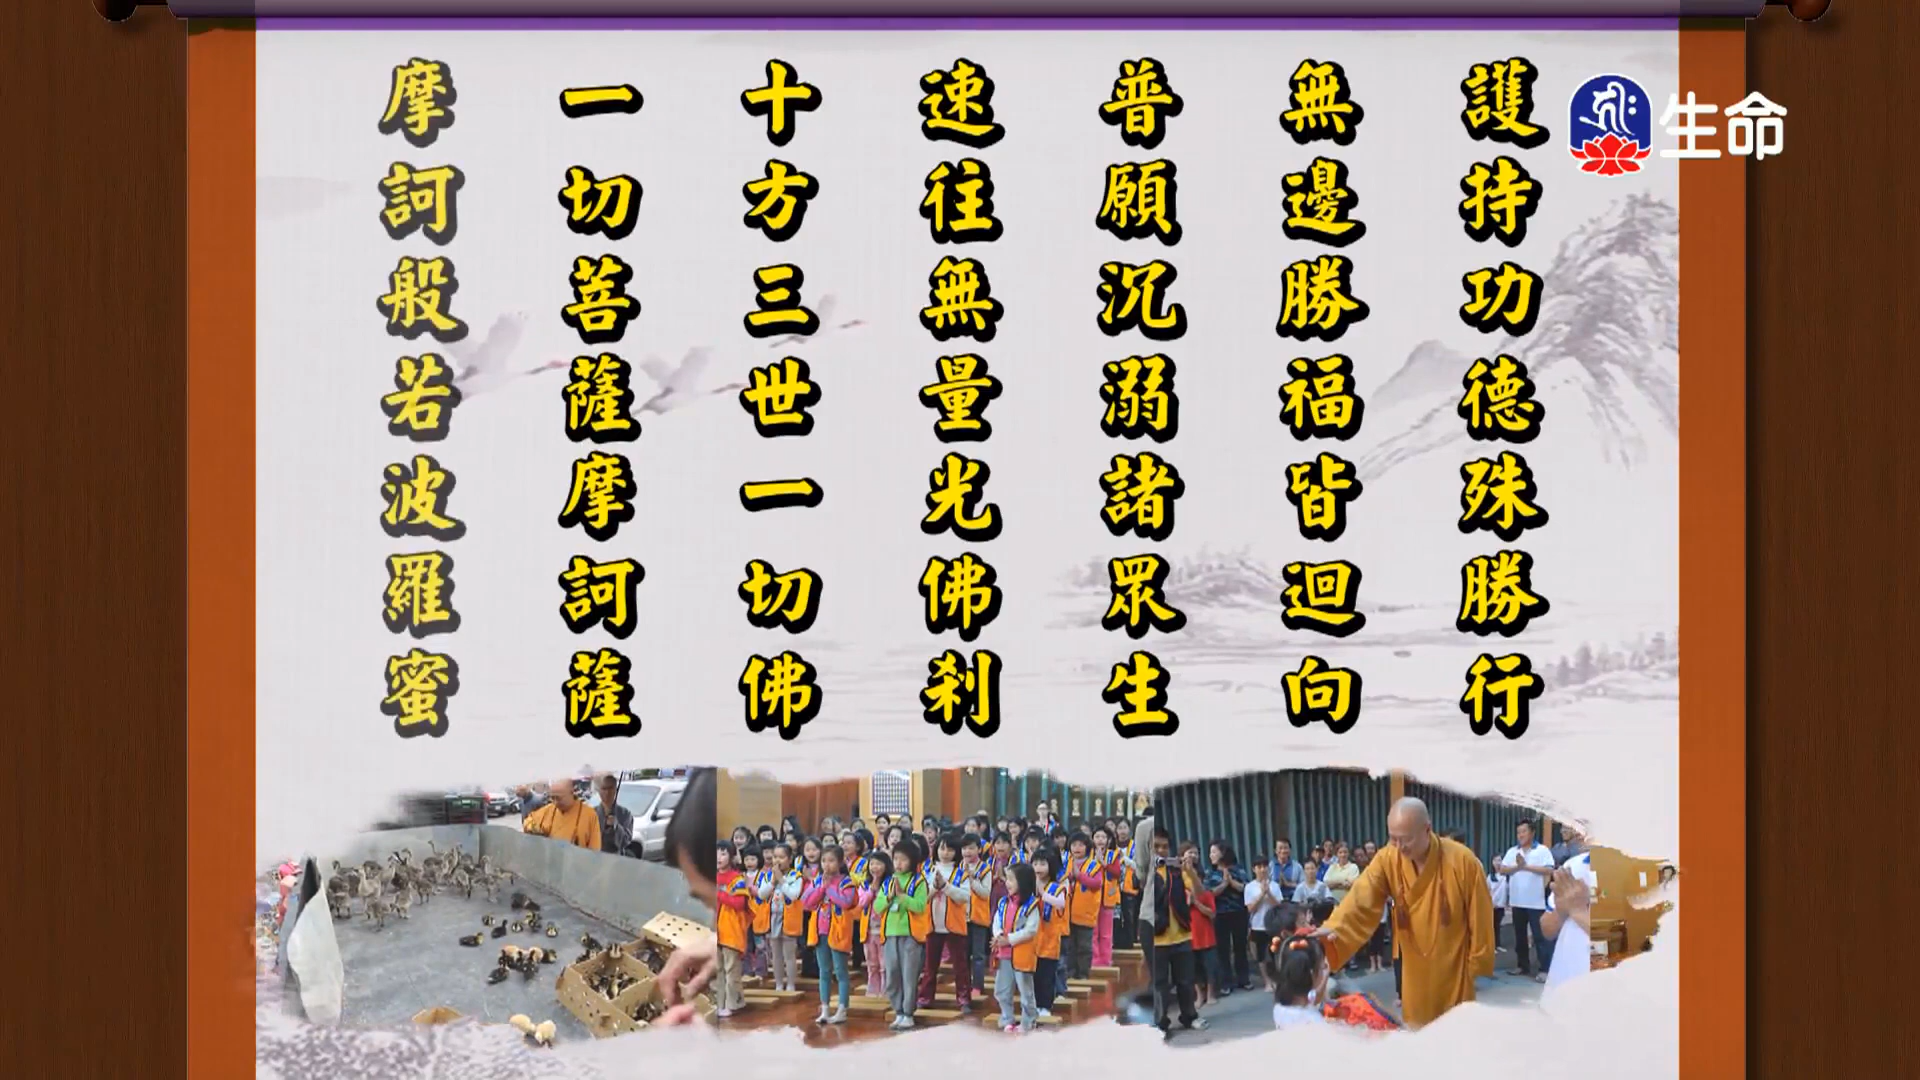 護持功德殊勝行
無邊勝福皆迴向
普願沉溺諸眾生
速往無量光佛剎
十方三世一切佛
一切菩薩摩訶薩
摩訶般若波羅蜜
生命